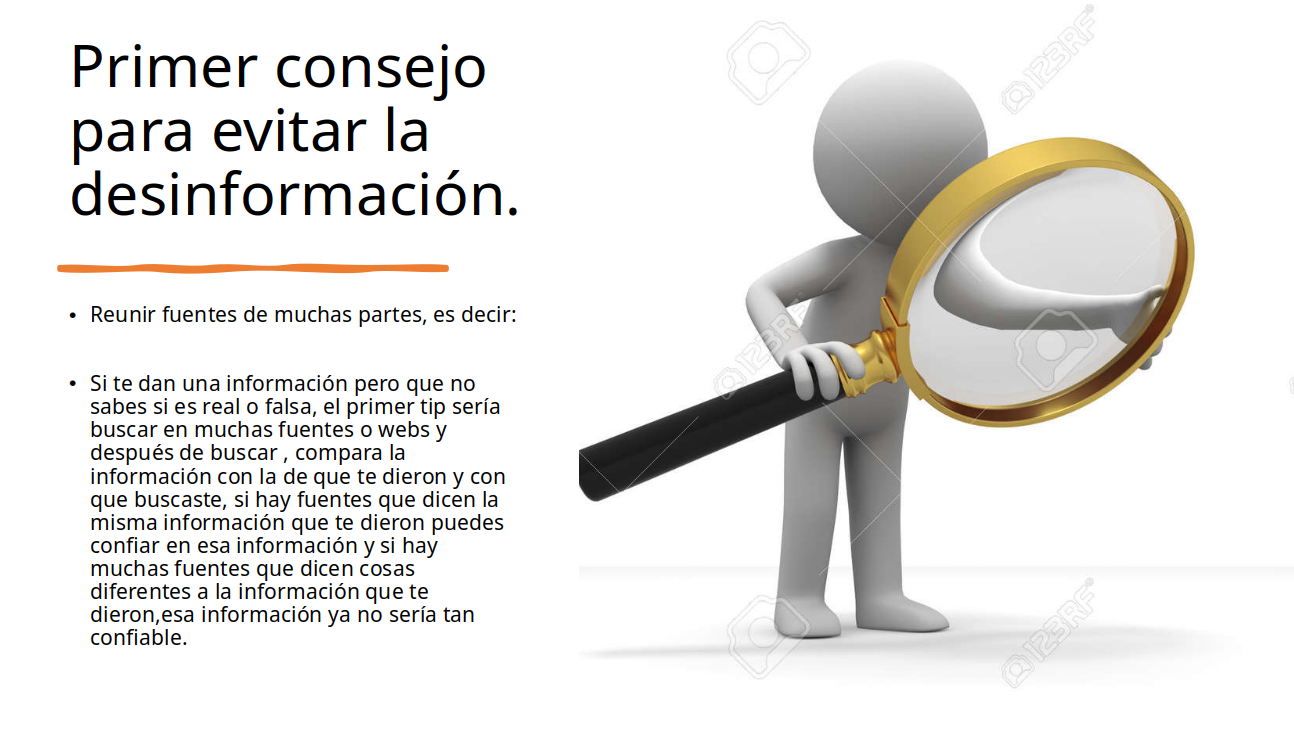 Primer consejo
para evitar la
desinformación.
• Reunir fuentes de muchas partes, es decir:
• Si te dan una información pero que no
sabes si es real o falsa, el primer tip sería
buscar en muchas fuentes o webs y
después de buscar , compara la
información con la de que te dieron y con
que buscaste, si hay fuentes que dicen la
misma información que te dieron puedes
confiar en esa información y si hay
muchas fuentes que dicen cosas
diferentes a la información que te
dieron,esa información ya no sería tan
confiable.
123RF
123RF
123RF